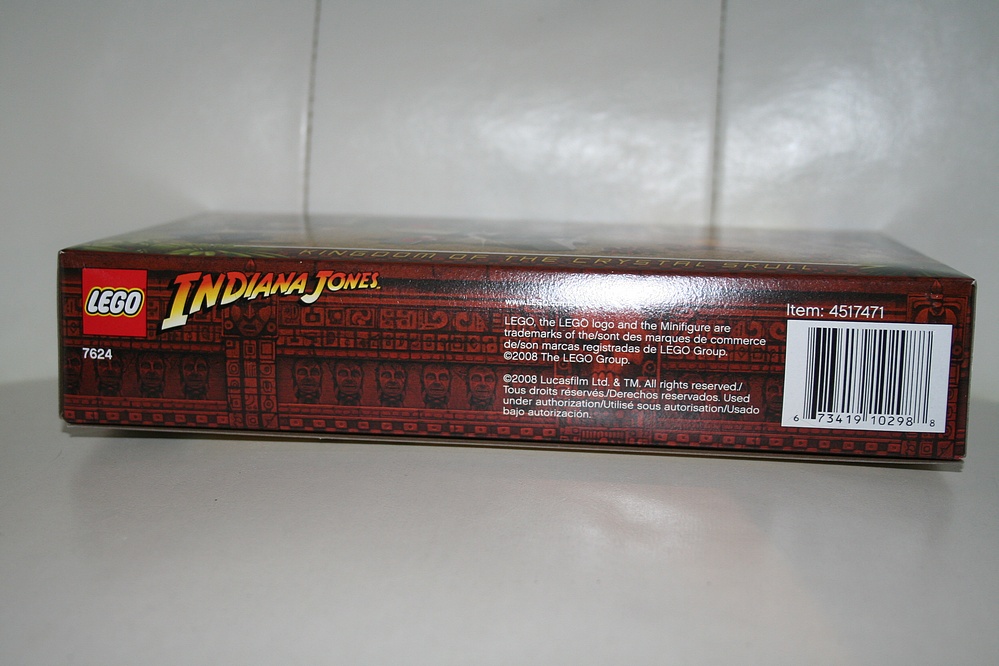 KINGDOM OF THE CRYSTAL SKULL
LEGO
INDIANA JONES
7624
LEGO, the LEGO logo and the Minifigure are
trademarks of the/sont des marques de commerce
de/son marcas registradas de LEGO Group.
©2008 The LEGO Group.
©2008 Lucasfilm Ltd. & TM. All rights reserved./
Tous droits réservés./Derechos reservados. Used
under authorization/Utilisé sous autorisation/Usado
bajo autorización.
Item: 4517471
6 73419 10298 8